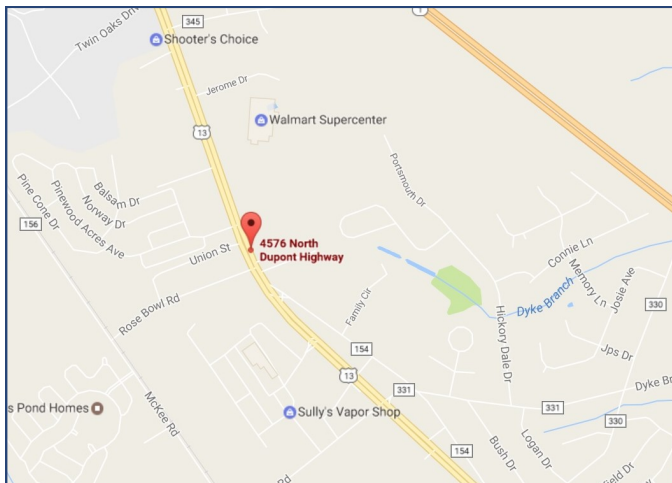 345
1
Twin Oaks Driv
Shooter's Choice
Jerome Dr
Walmart Supercenter
13
Portsmouth Dr
Balsam Dr
Norway Dr
Pinewood Acres Ave
Pine Cone Dr
156
Union St
4576 North
Dupont Highway
Connie Ln
Memory Ln
Josie Ave
Dyke Branch
330
Rose Bowl Rd
Family Cir
Hickory Dale Dr
154
Jps Dr
13
331
Dyke Br
331
330
s Pond Homes
McKee Rd
Sully's Vapor Shop
154
Bush Dr
Logan Dr
field Dr
Rd